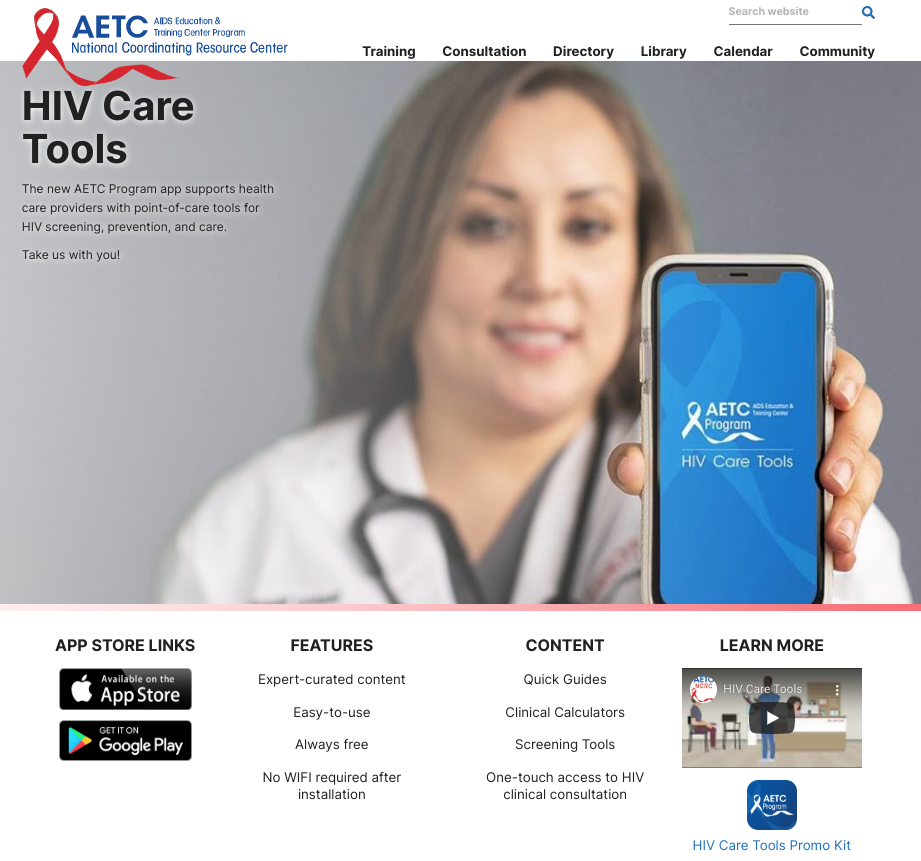 AETC AIDS Education &
Training Center Program
National Coordinating Resource Center
Search website
Training Consultation Directory Library Calendar Community
HIV Care
Tools
The new AETC Program app supports health
care providers with point-of-care tools for
HIV screening, prevention, and care.
Take us with you!
AETC AIDS Education &
Training Center
Program
HIV Care Tools
APP STORE LINKS
Available on the
App Store
GET IT ON
Google Play
FEATURES
Expert-curated content
Easy-to-use
Always free
No WIFI required after
installation
CONTENT
Quick Guides
Clinical Calculators
Screening Tools
One-touch access to HIV
clinical consultation
LEARN MORE
AETC
NCRC
HIV Care Tools
AETC
Program
HIV Care Tools Promo Kit